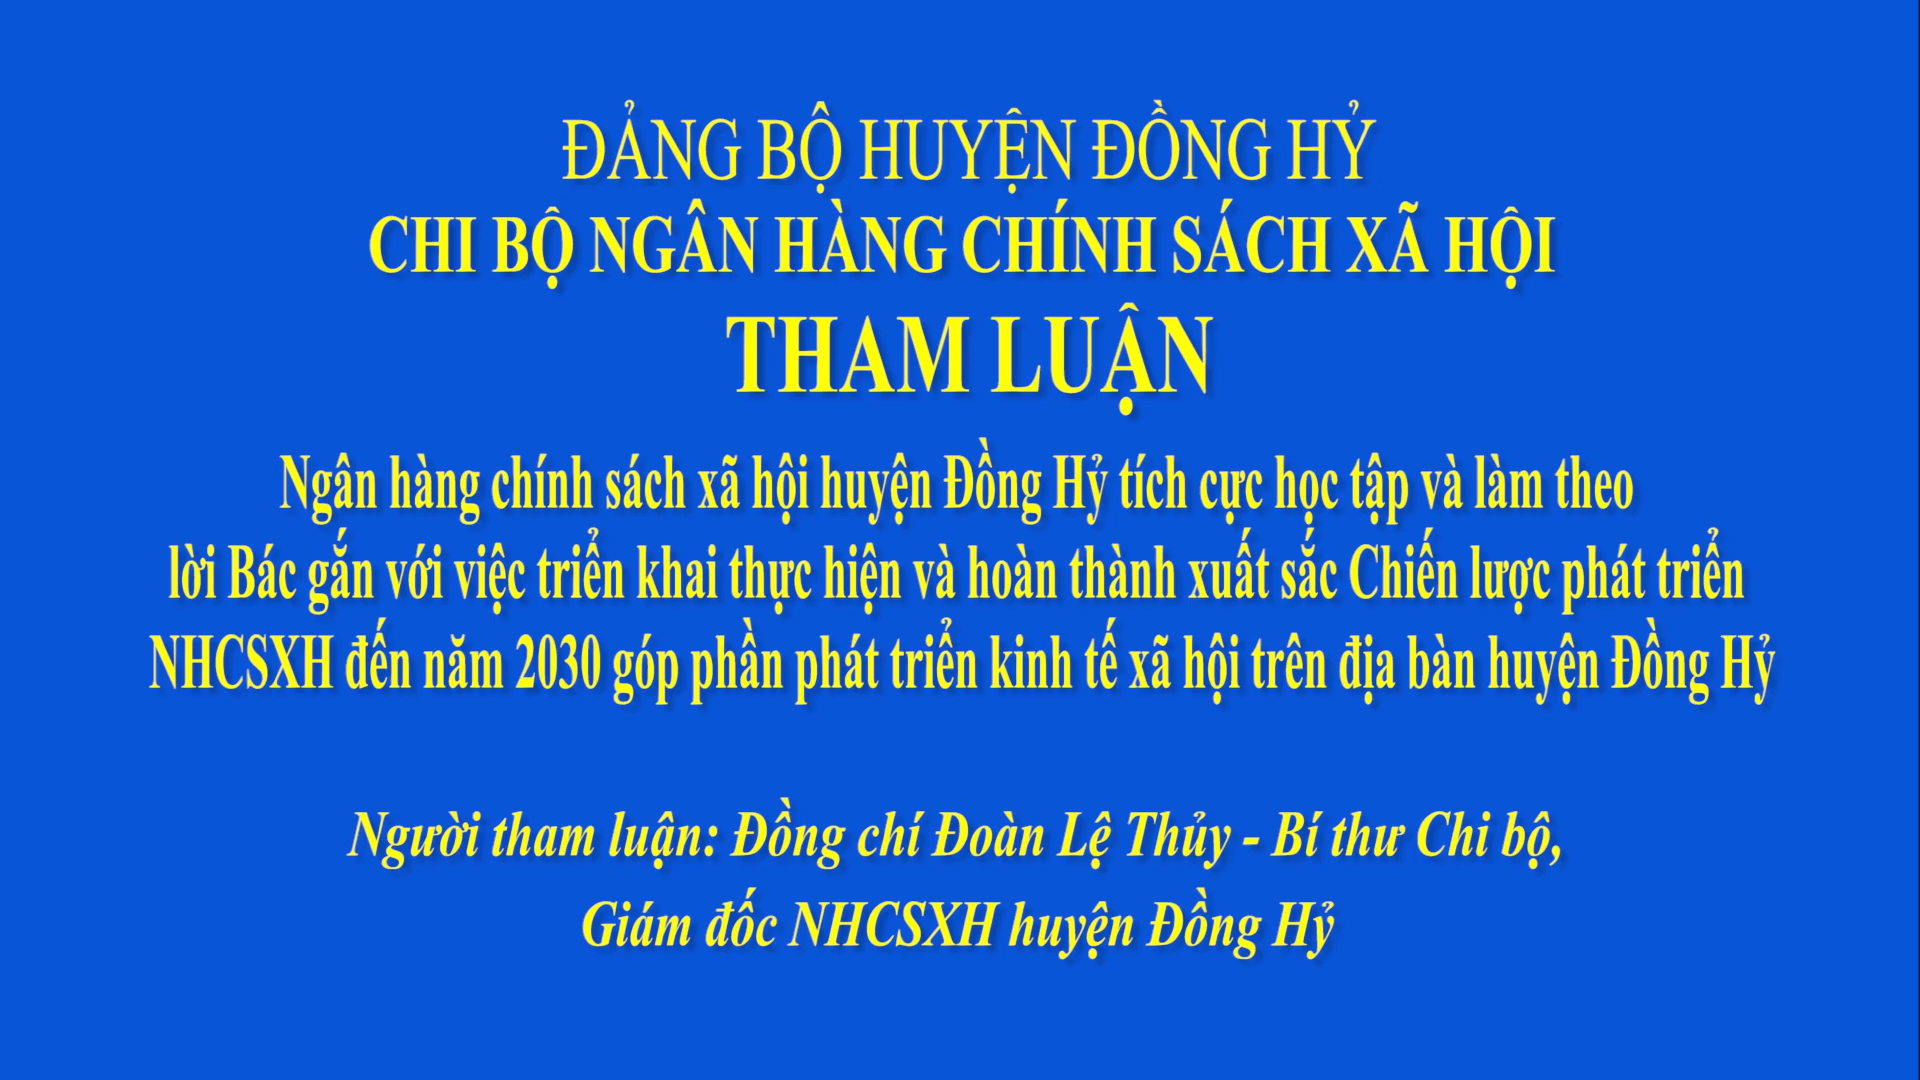 ĐẢNG BỘ HUYỆN ĐỒNG HỶ
CHI BỘ NGÂN HÀNG CHÍNH SÁCH XÃ HỘI
THAM LUẬN
Ngân hàng chính sách xã hội huyện Đồng Hỷ tích cực học tập và làm theo
lời Bác gắn với việc triển khai thực hiện và hoàn thành xuất sắc Chiến lược phát triển
NHCSXH đến năm 2030 góp phần phát triển kinh tế xã hội trên địa bàn huyện Đồng Hỷ
Người tham luận: Đồng chí Đoàn Lệ Thủy - Bí thư Chi bộ,
Giám đốc NHCSXH huyện Đồng Hỷ